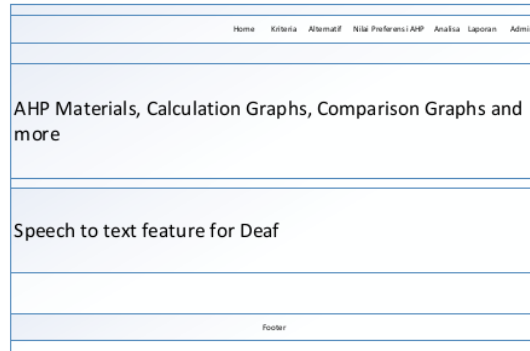 Home Kriteria Alternatif Nilai Preferensi AHP Analisa Laporan Admi
AHP Materials, Calculation Graphs, Comparison Graphs and
more
Speech to text feature for Deaf
Footer